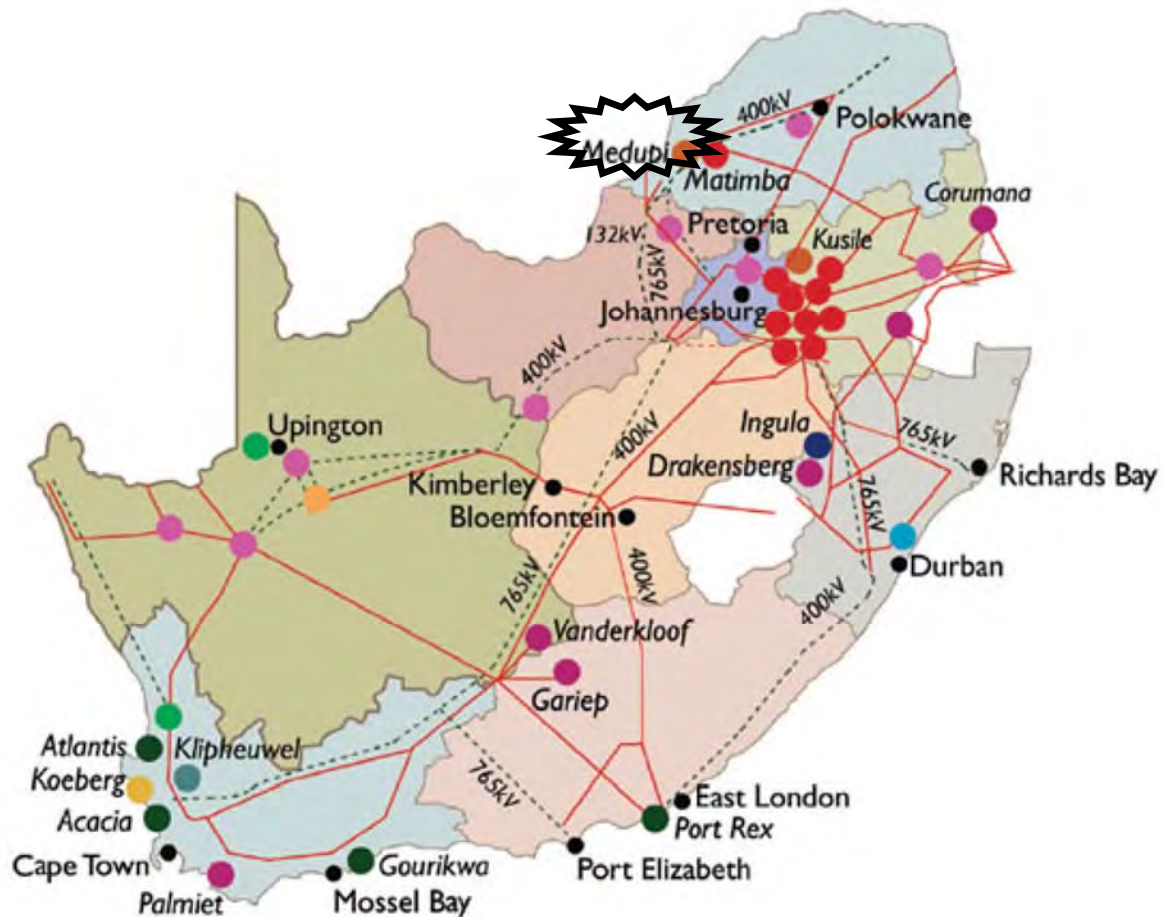 400kV
Polokwane
Medupi
Matimba
Corumana
132kV
Pretoria
Kusile
765kV
Johannesburg
400kV
Upington
400kV
Ingula
765kV
Kimberley
Drakensberg
Richards Bay
Bloemfontein
765kV
765kV
400kV
Durban
400kV
Vanderkloof
Gariep
Atlantis
Klipheuwel
Koeberg
765kV
East London
Acacia
Port Rex
Cape Town
Gourikwa
Port Elizabeth
Palmiet
Mossel Bay